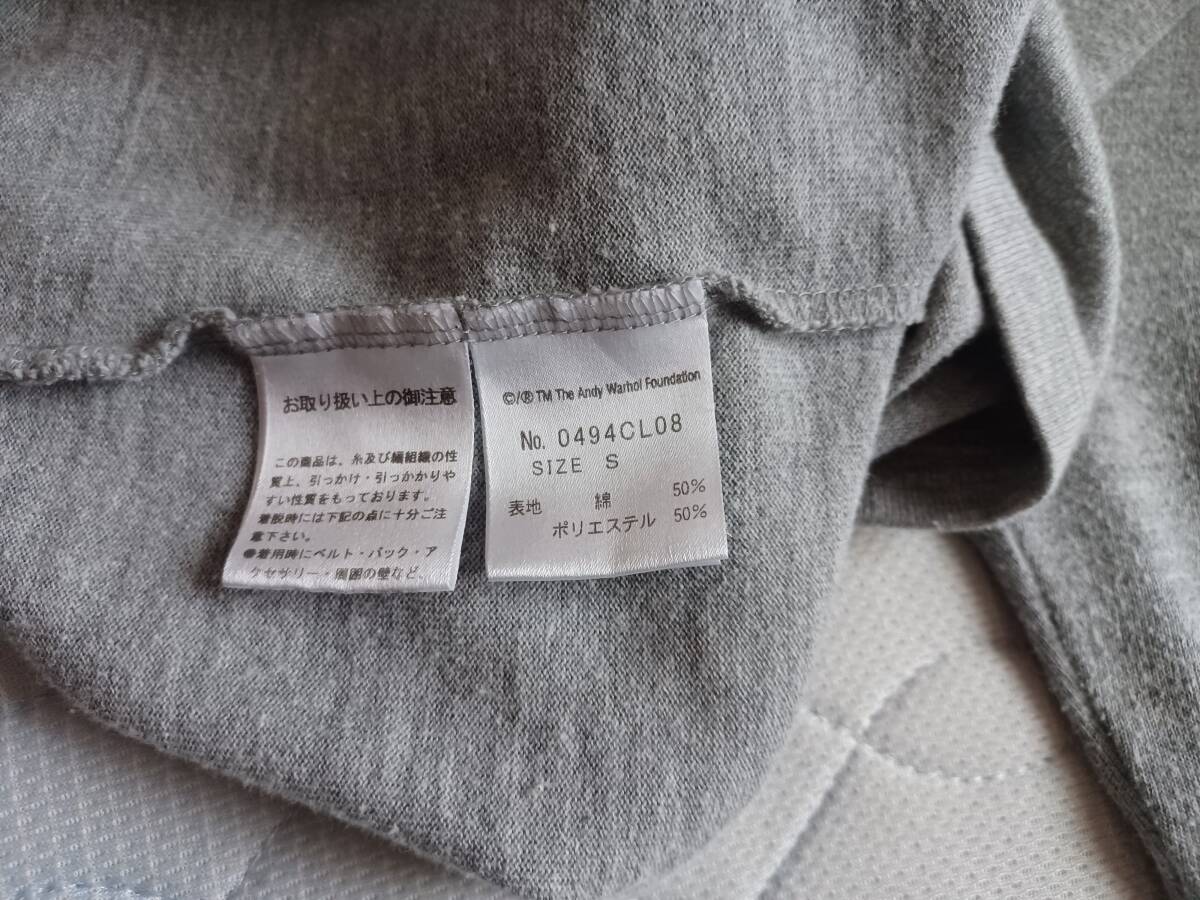 お取り扱い上の御注意
この商品は、糸及び編組織の性
質上、引っかけ・引っかかりや
すい性質をもっております。
着脱時には下記の点に十分ご注
意下さい。
●着用時にベルト・バック・ア
クセサリー・周囲の壁など、
©/® TM The Andy Warhol Foundation
No. 0494CL08
SIZE S
表地 綿 50%
ポリエステル 50%